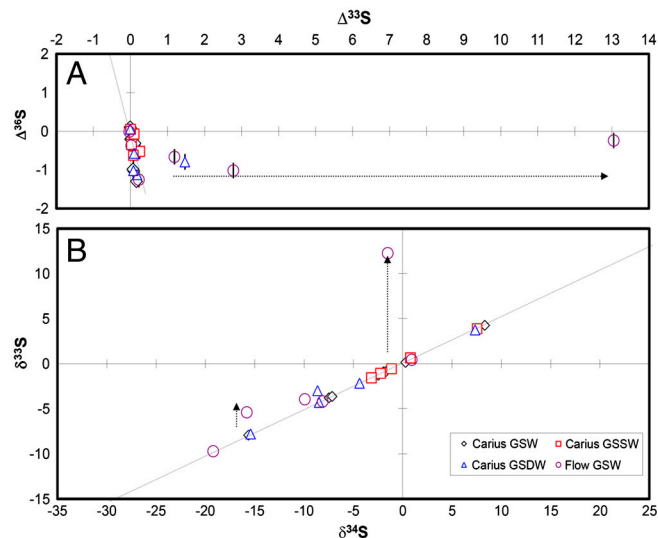 Δ³³S
-2 -1 0 1 2 3 4 5 6 7 8 9 10 11 12 13 14
A
Δ³⁶S
2
1
0
-1
-2
B
δ³³S
15
10
5
0
-5
-10
-15
Carius GSW Carius GSSW
Carius GSDW Flow GSW
-35 -30 -25 -20 -15 -10 -5 0 5 10 15 20 25
δ³⁴S